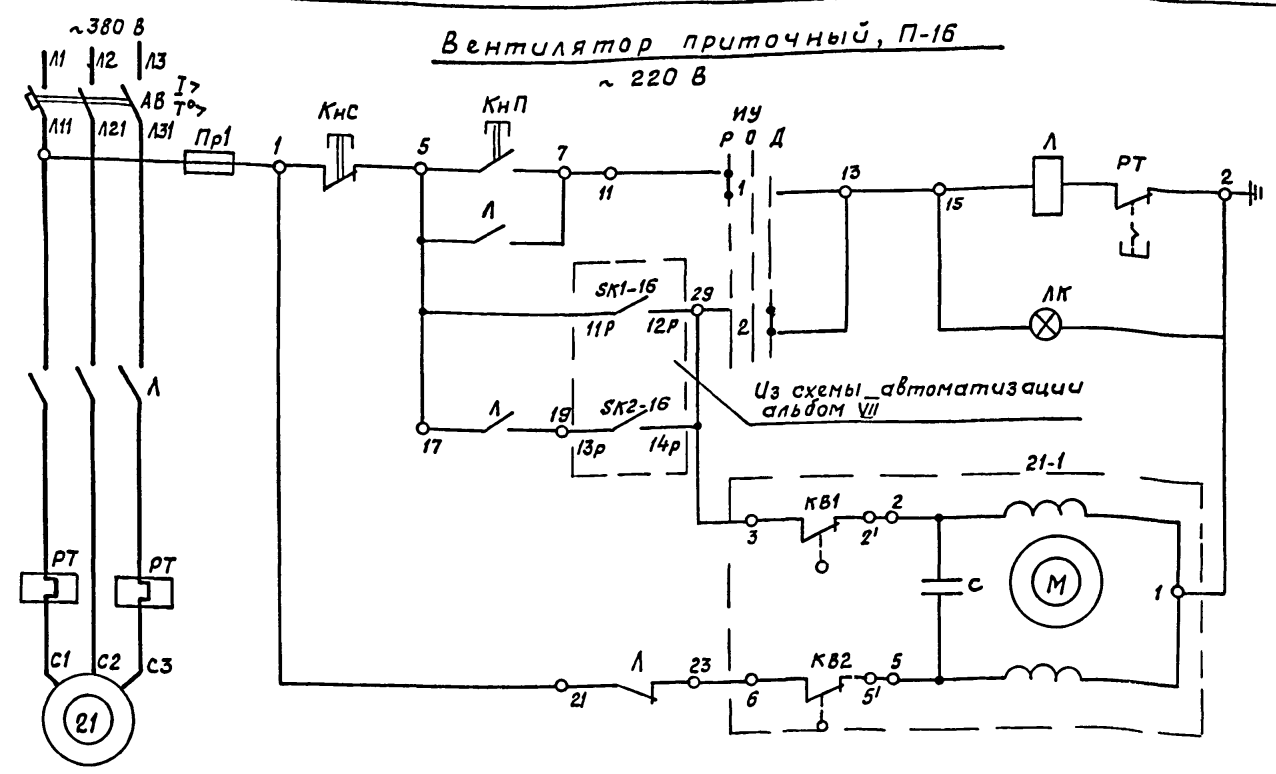 ~380 В
Вентилятор приточный, П-16
~ 220 В
Л1 Л2 Л3
АВ I> T°>
Л11 Л21 Л31
Пр1
1
КнС
5
КнП
7
11
ИУ
Р О Д
1
13
15
Л
РТ
2
Л
SK1-16
11р 12р
29
2
ЛК
Из схемы автоматизации
альбом VII
Л
17
Л
19
SK2-16
13р 14р
21-1
3
КВ1
2'
2
С
М
1
РТ РТ
С1 С2 С3
21
21
Л
23
6
КВ2
5'
5